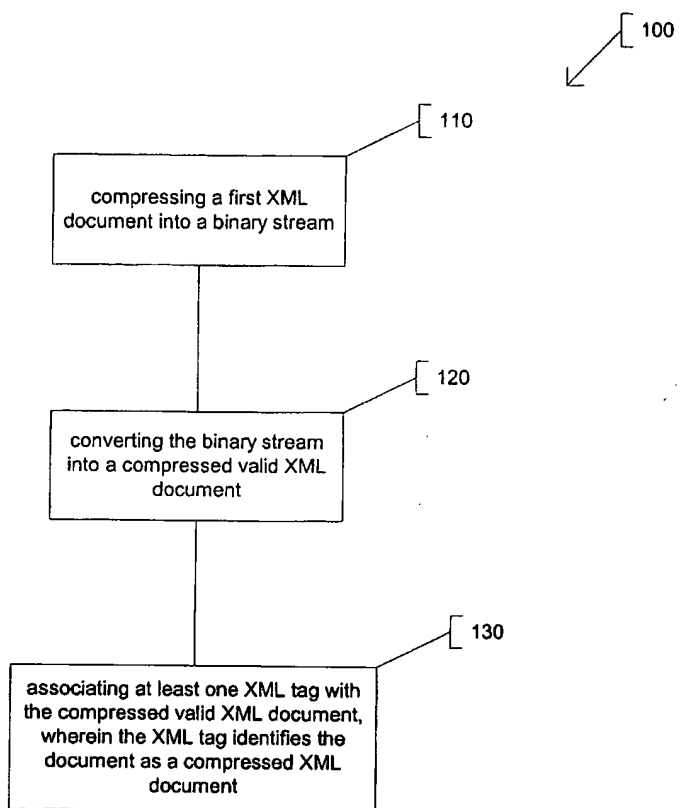 100
110
compressing a first XML
document into a binary stream
120
converting the binary stream
into a compressed valid XML
document
130
associating at least one XML tag with
the compressed valid XML document,
wherein the XML tag identifies the
document as a compressed XML
document